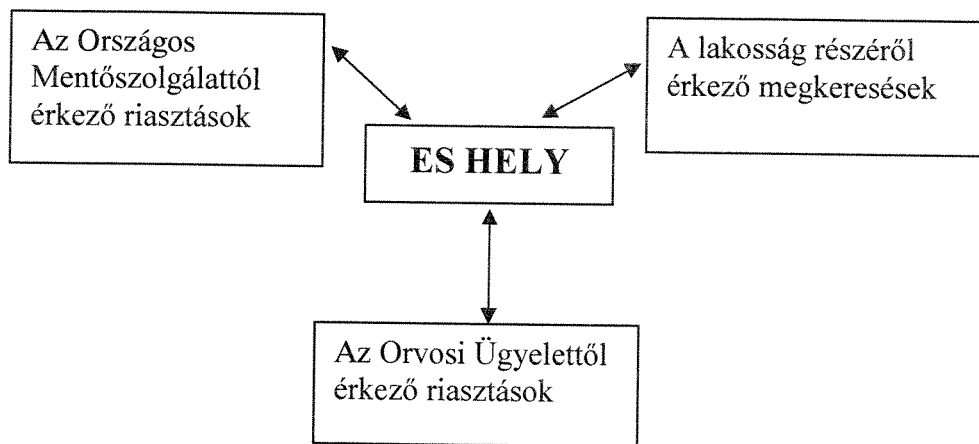 Az Országos
Mentőszolgálattól
érkező riasztások
A lakosság részéről
érkező megkeresések
ES HELY
Az Orvosi Ügyelettől
érkező riasztások